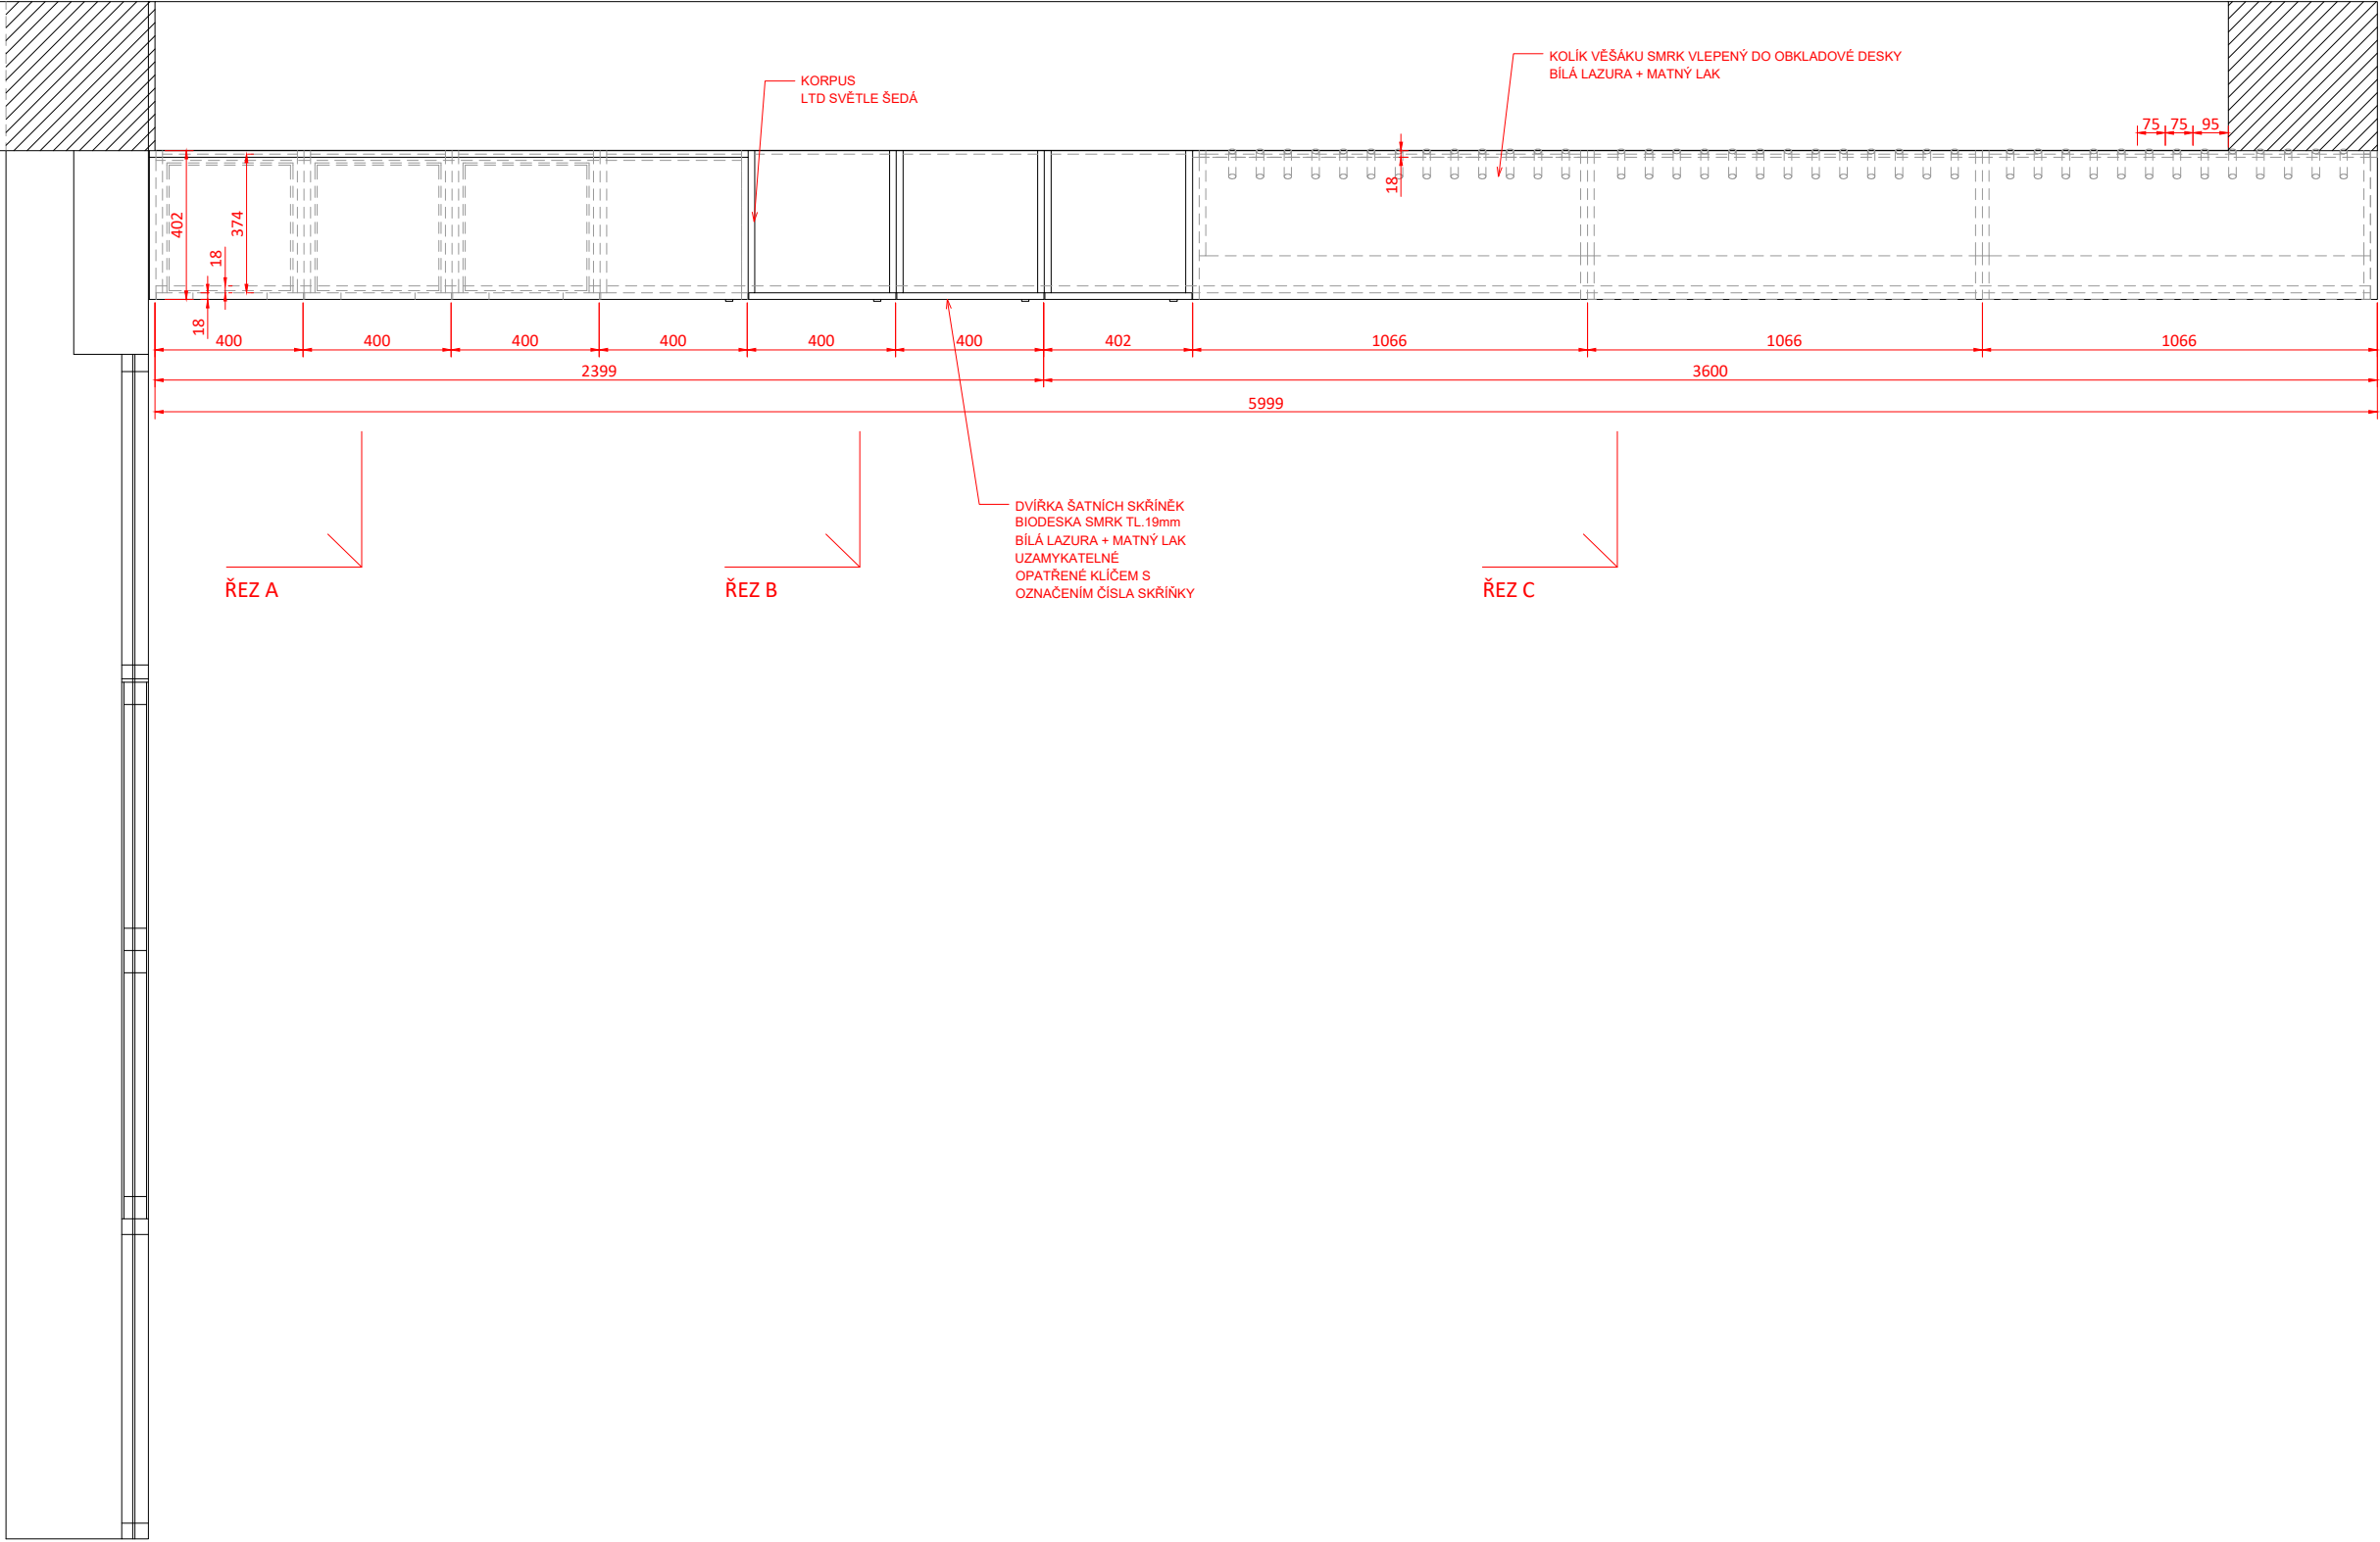 KOLÍK VĚŠÁKU SMRK VLEPENÝ DO OBKLADOVÉ DESKY
BÍLÁ LAZURA + MATNÝ LAK
KORPUS
LTD SVĚTLE ŠEDÁ
75 75 95
18
402
374
18
18
400 400 400 400 400 400 402 1066 1066 1066
2399 3600
5999
DVÍŘKA ŠATNÍCH SKŘÍNĚK
BIODESKA SMRK TL.19mm
BÍLÁ LAZURA + MATNÝ LAK
UZAMYKATELNÉ
OPATŘENÉ KLÍČEM S
OZNAČENÍM ČÍSLA SKŘÍŇKY
ŘEZ A
ŘEZ B
ŘEZ C